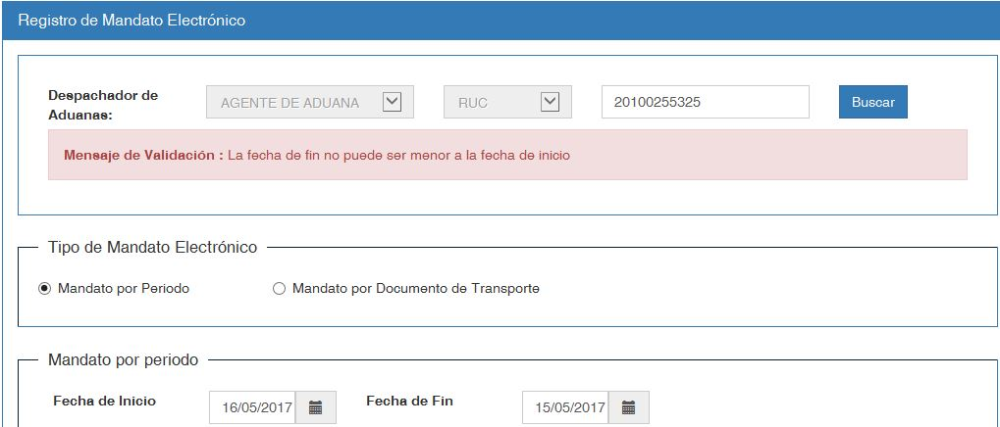 Registro de Mandato Electrónico
Despachador de Aduanas: AGENTE DE ADUANA RUC 20100255325 Buscar
Mensaje de Validación : La fecha de fin no puede ser menor a la fecha de inicio
Tipo de Mandato Electrónico
Mandato por Periodo Mandato por Documento de Transporte
Mandato por periodo
Fecha de Inicio 16/05/2017 Fecha de Fin 15/05/2017